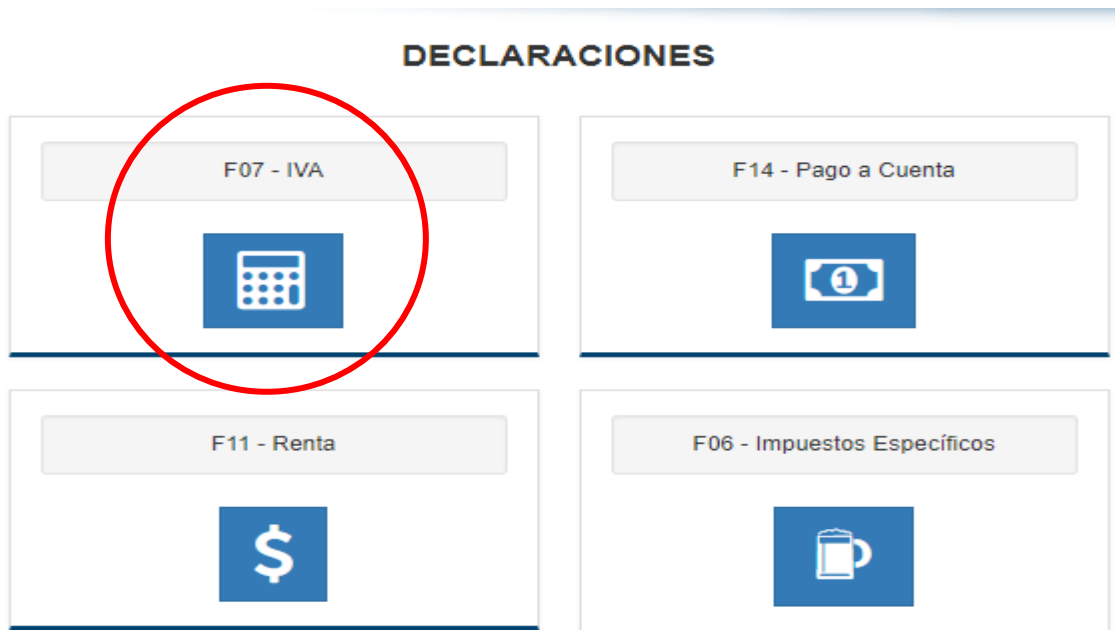 DECLARACIONES
F07 - IVA
F14 - Pago a Cuenta
1
F11 - Renta
$
F06 - Impuestos Específicos